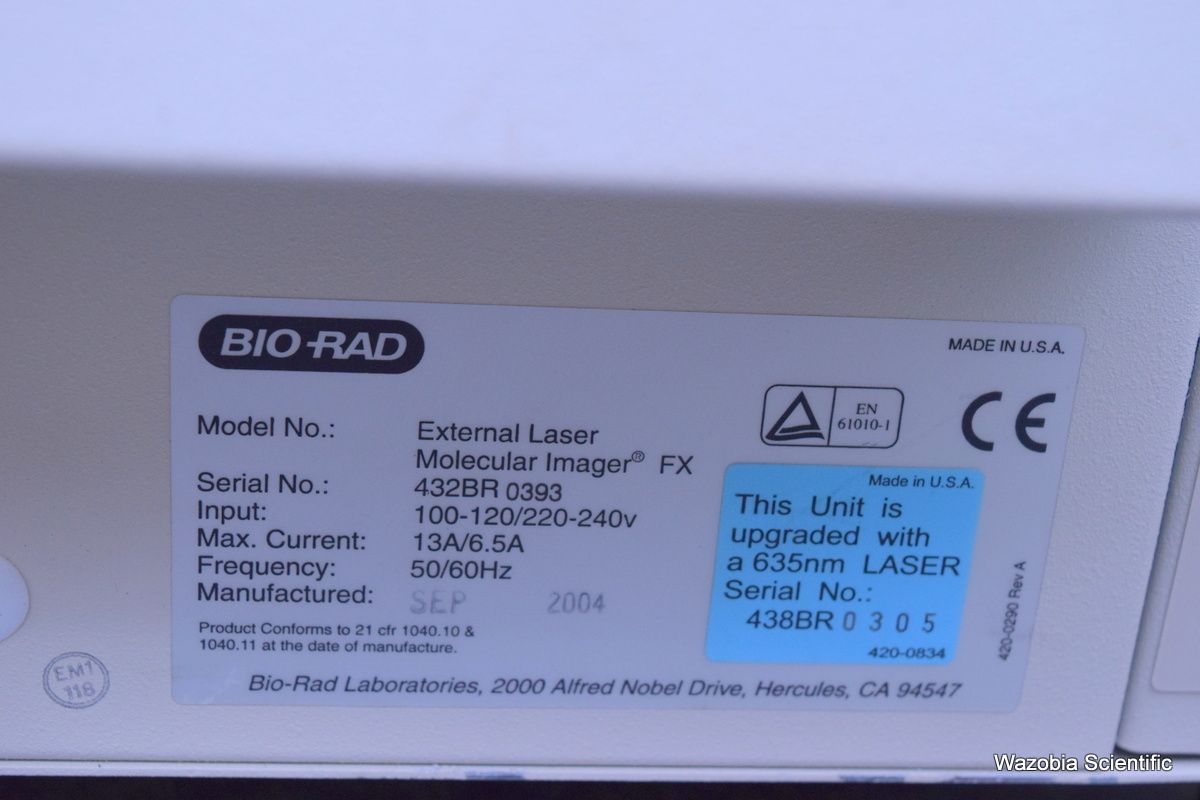 BIO-RAD
MADE IN U.S.A.
EN
61010-1
CE
Model No.: External Laser
Molecular Imager® FX
Serial No.: 432BR 0393
Input: 100-120/220-240v
Max. Current: 13A/6.5A
Frequency: 50/60Hz
Manufactured: SEP 2004
Product Conforms to 21 cfr 1040.10 &
1040.11 at the date of manufacture.
Made in U.S.A.
This Unit is
upgraded with
a 635nm LASER
Serial No.:
438BR 0305
420-0834
420-0290 Rev A
Bio-Rad Laboratories, 2000 Alfred Nobel Drive, Hercules, CA 94547
EM1
118
Wazobia Scientific